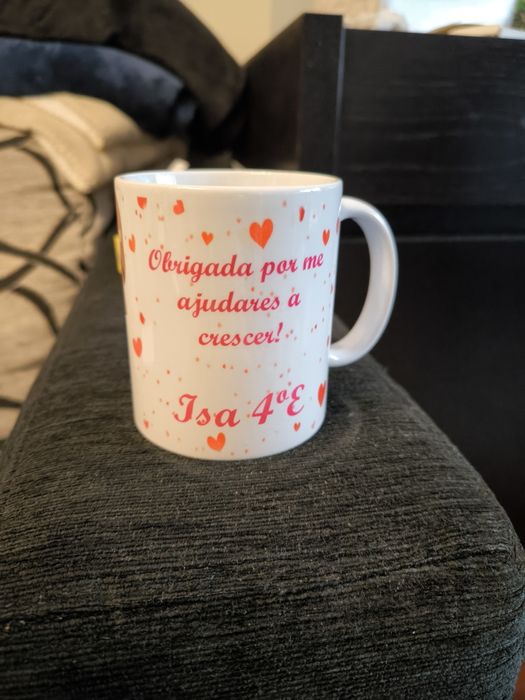 Obrigada por me
ajudares a
crescer!
Isa 4ºE